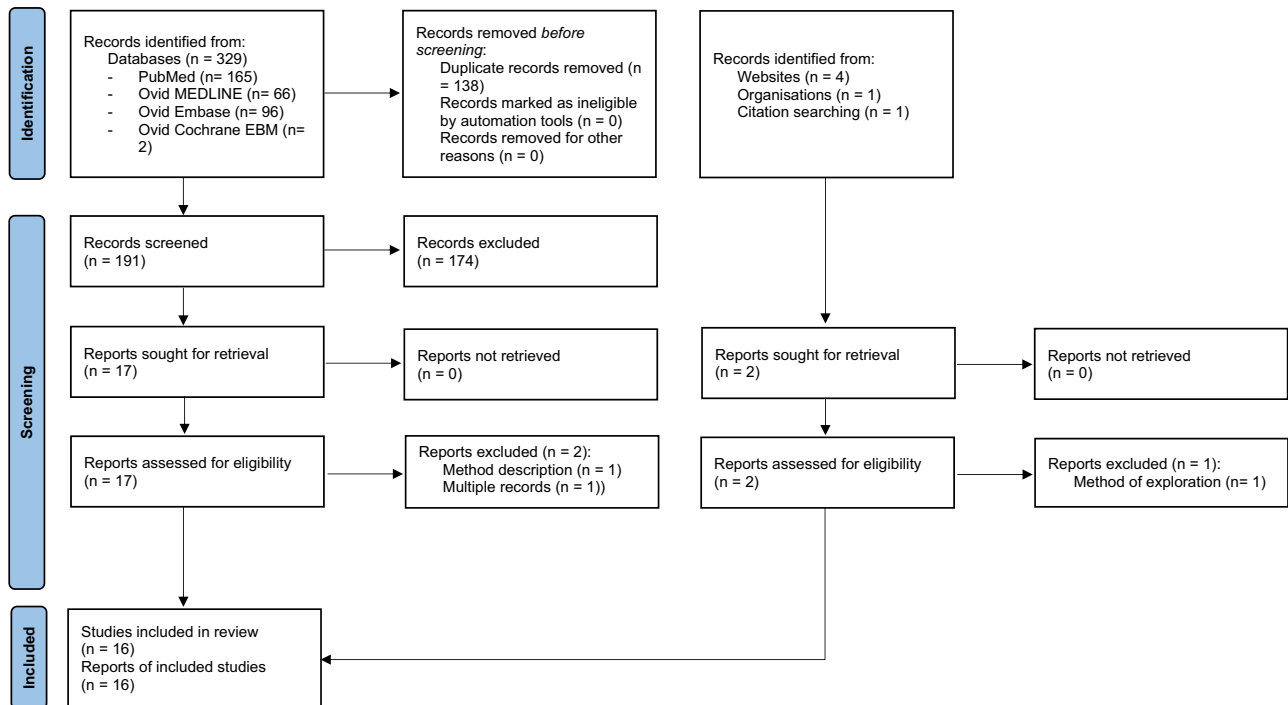 Identification
Records identified from:
Databases (n = 329)
- PubMed (n= 165)
- Ovid MEDLINE (n= 66)
- Ovid Embase (n= 96)
- Ovid Cochrane EBM (n=
2)
Records removed before
screening:
Duplicate records removed (n
= 138)
Records marked as ineligible
by automation tools (n = 0)
Records removed for other
reasons (n = 0)
Records identified from:
Websites (n = 4)
Organisations (n = 1)
Citation searching (n = 1)
Screening
Records screened
(n = 191)
Records excluded
(n = 174)
Reports sought for retrieval
(n = 17)
Reports not retrieved
(n = 0)
Reports sought for retrieval
(n = 2)
Reports not retrieved
(n = 0)
Reports assessed for eligibility
(n = 17)
Reports excluded (n = 2):
Method description (n = 1)
Multiple records (n = 1))
Reports assessed for eligibility
(n = 2)
Reports excluded (n = 1):
Method of exploration (n= 1)
Included
Studies included in review
(n = 16)
Reports of included studies
(n = 16)